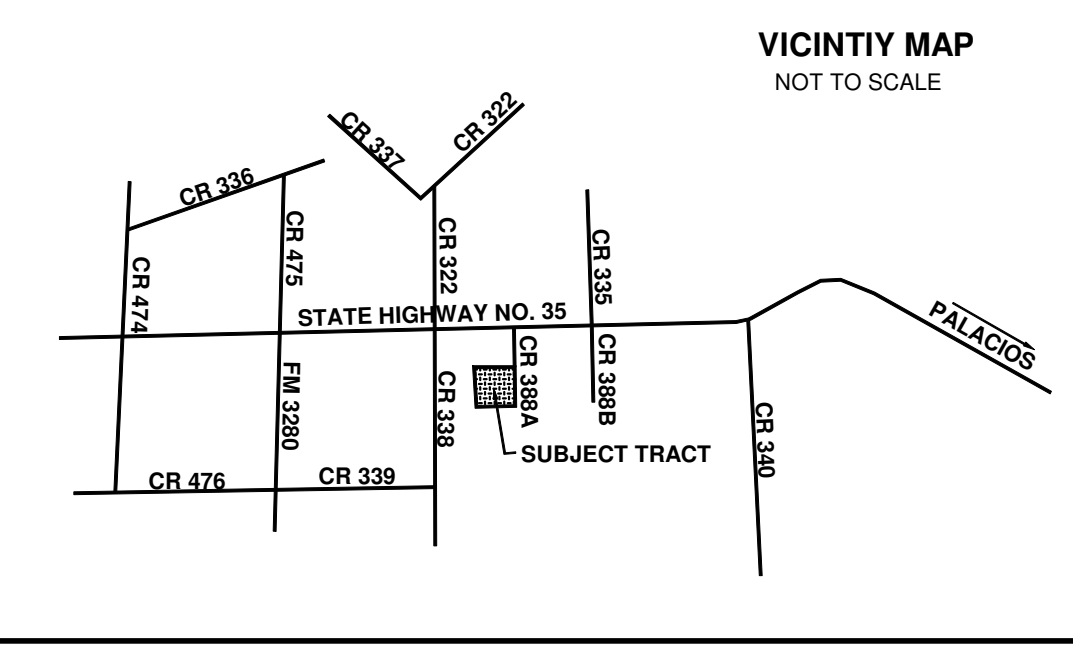 VICINTIY MAP
NOT TO SCALE
CR 337
CR 322
CR 336
CR 475
CR 322
CR 335
CR 474
STATE HIGHWAY NO. 35
PALACIOS
FM 3280
CR 338
CR 388A
CR 388B
CR 340
SUBJECT TRACT
CR 476
CR 339